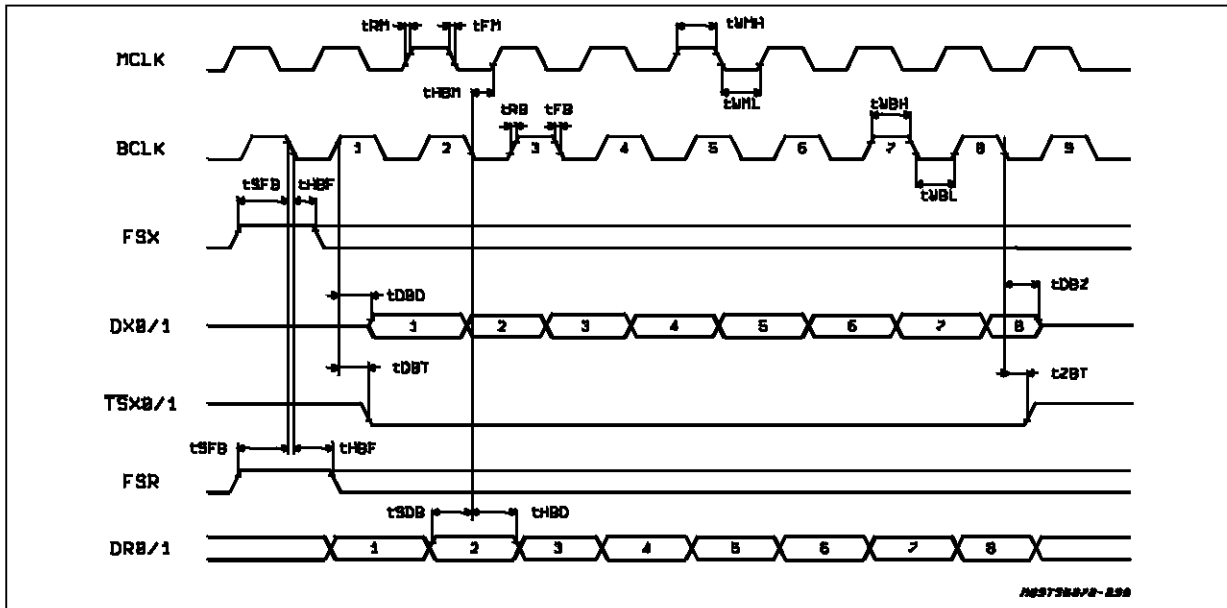 tRM tFM tWMH
MCLK
tHBM tWML
tRB tFB tWBH
BCLK 1 2 3 4 5 6 7 8 9
tSFB tHBF tWBL
FSX
tDBD tDBZ
DX0/1 1 2 3 4 5 6 7 8
tDBT tZBT
TSX0/1
tSFB tHBF
FSR
tSDB tHBD
DR0/1 1 2 3 4 5 6 7 8